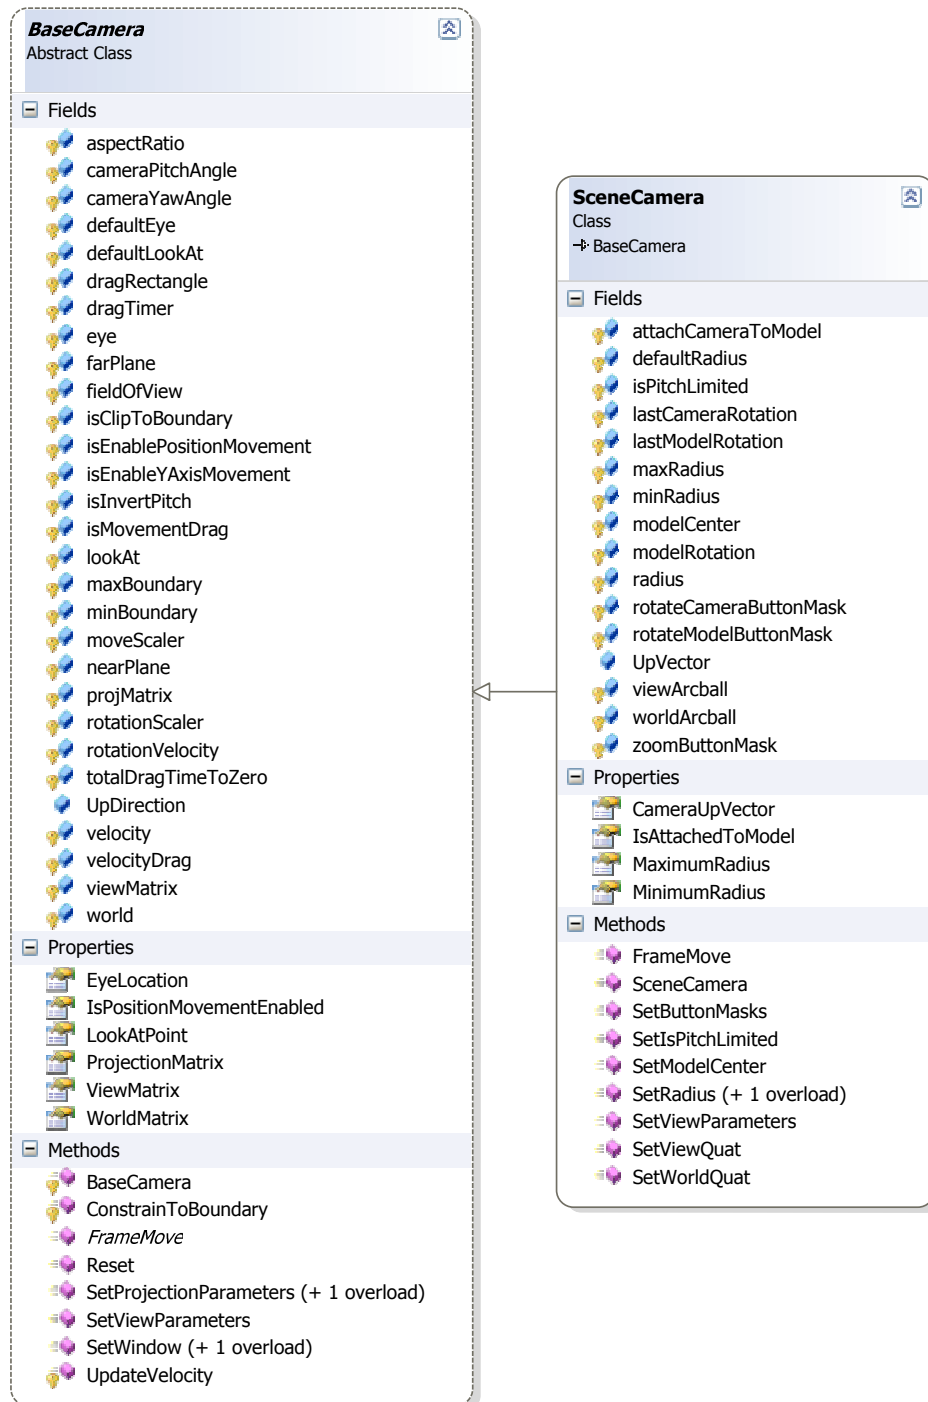 BaseCamera
Abstract Class
Fields
aspectRatio
cameraPitchAngle
cameraYawAngle
defaultEye
defaultLookAt
dragRectangle
dragTimer
eye
farPlane
fieldOfView
isClipToBoundary
isEnablePositionMovement
isEnableYAxisMovement
isInvertPitch
isMovementDrag
lookAt
maxBoundary
minBoundary
moveScaler
nearPlane
projMatrix
rotationScaler
rotationVelocity
totalDragTimeToZero
UpDirection
velocity
velocityDrag
viewMatrix
world
Properties
EyeLocation
IsPositionMovementEnabled
LookAtPoint
ProjectionMatrix
ViewMatrix
WorldMatrix
Methods
BaseCamera
ConstrainToBoundary
FrameMove
Reset
SetProjectionParameters (+ 1 overload)
SetViewParameters
SetWindow (+ 1 overload)
UpdateVelocity
SceneCamera
Class
BaseCamera
Fields
attachCameraToModel
defaultRadius
isPitchLimited
lastCameraRotation
lastModelRotation
maxRadius
minRadius
modelCenter
modelRotation
radius
rotateCameraButtonMask
rotateModelButtonMask
UpVector
viewArcball
worldArcball
zoomButtonMask
Properties
CameraUpVector
IsAttachedToModel
MaximumRadius
MinimumRadius
Methods
FrameMove
SceneCamera
SetButtonMasks
SetIsPitchLimited
SetModelCenter
SetRadius (+ 1 overload)
SetViewParameters
SetViewQuat
SetWorldQuat